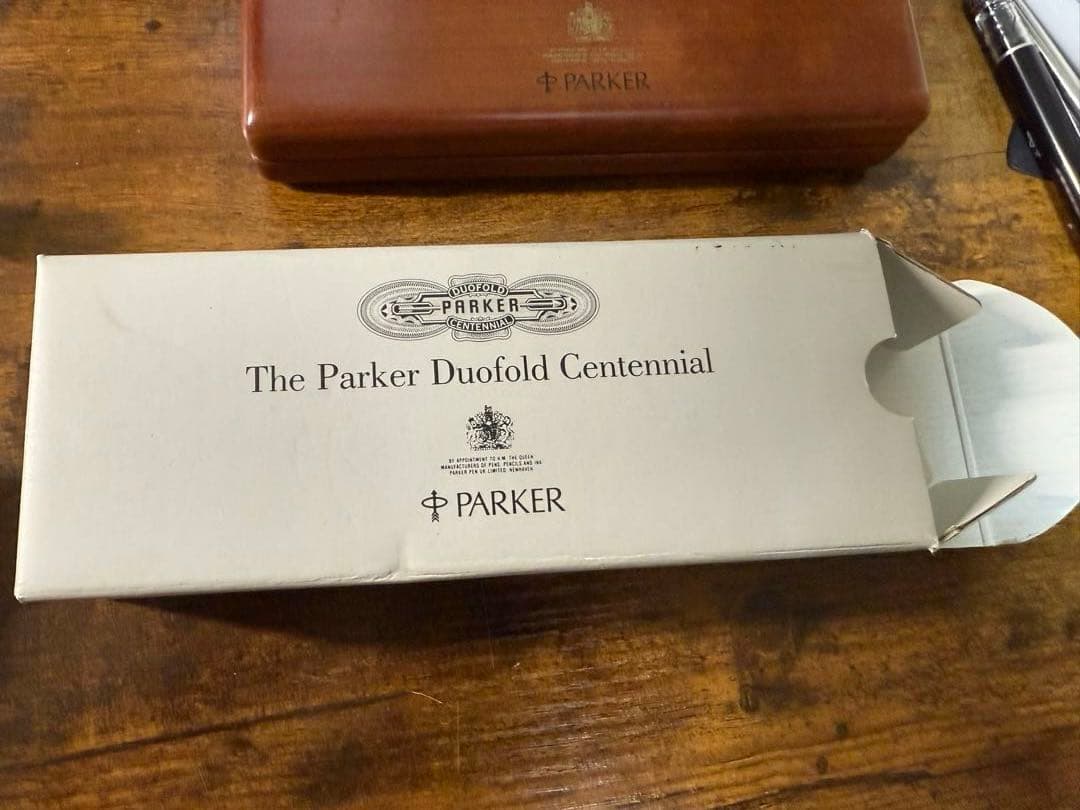 PARKER
DUOFOLD
PARKER
CENTENNIAL
The Parker Duofold Centennial
BY APPOINTMENT TO H.M. THE QUEEN
MANUFACTURERS OF PENS, PENCILS AND INK
PARKER PEN UK LIMITED, NEWHAVEN
PARKER